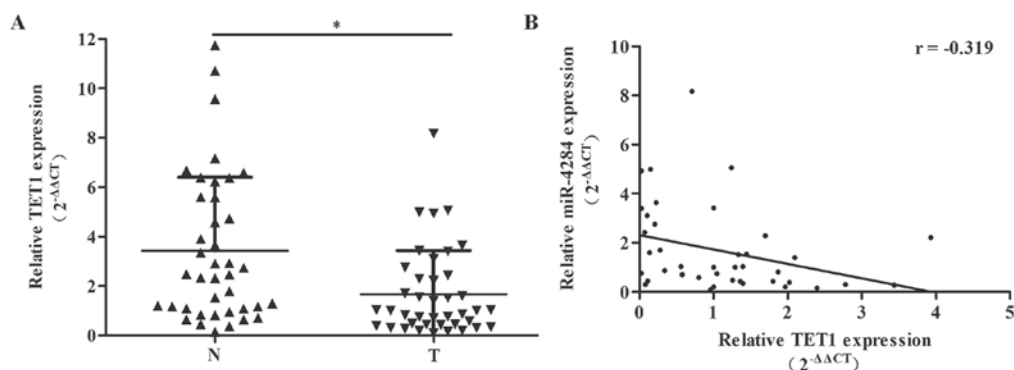 A
*
Relative TET1 expression
(2-ΔΔCT)
12
10
8
6
4
2
0
N
T
B
r = -0.319
Relative miR-4284 expression
(2-ΔΔCT)
10
8
6
4
2
0
0
1
2
3
4
5
Relative TET1 expression
(2-ΔΔCT)